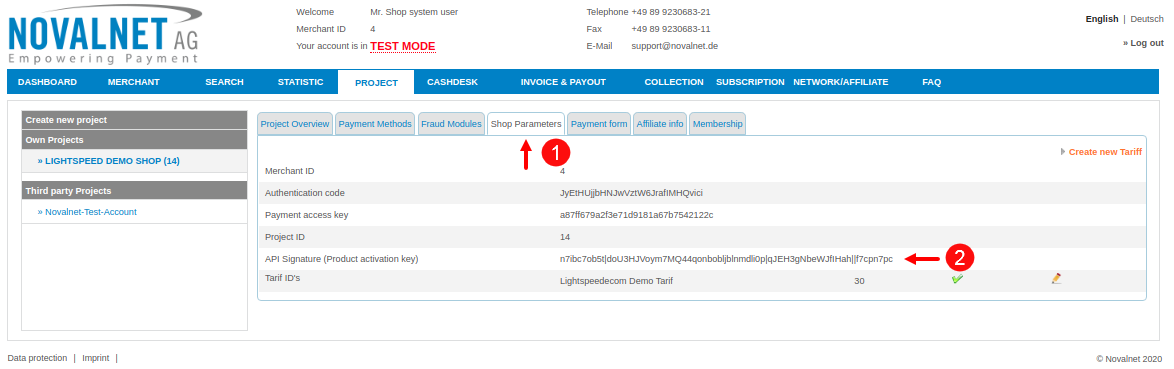 NOVALNET AG
Empowering Payment
Welcome Mr. Shop system user
Merchant ID 4
Your account is in TEST MODE
Telephone +49 89 9230683-21
Fax +49 89 9230683-11
E-Mail support@novalnet.de
English | Deutsch
» Log out
DASHBOARD MERCHANT SEARCH STATISTIC PROJECT CASHDESK INVOICE & PAYOUT COLLECTION SUBSCRIPTION NETWORK/AFFILIATE FAQ
Create new project
Own Projects
» LIGHTSPEED DEMO SHOP (14)
Third party Projects
» Novalnet-Test-Account
Project Overview Payment Methods Fraud Modules Shop Parameters Payment form Affiliate info Membership
1
Create new Tariff
Merchant ID 4
Authentication code JyEtHUjjbHNJwVztW6JrafIMHQvici
Payment access key a87ff679a2f3e71d9181a67b7542122c
Project ID 14
API Signature (Product activation key) n7ibc7ob5t|doU3HJVoym7MQ44qonbobljblnmdli0p|qJEH3gNbeWJfIHah||f7cpn7pc
2
Tarif ID's Lightspeedecom Demo Tarif 30
Data protection | Imprint |
© Novalnet 2020